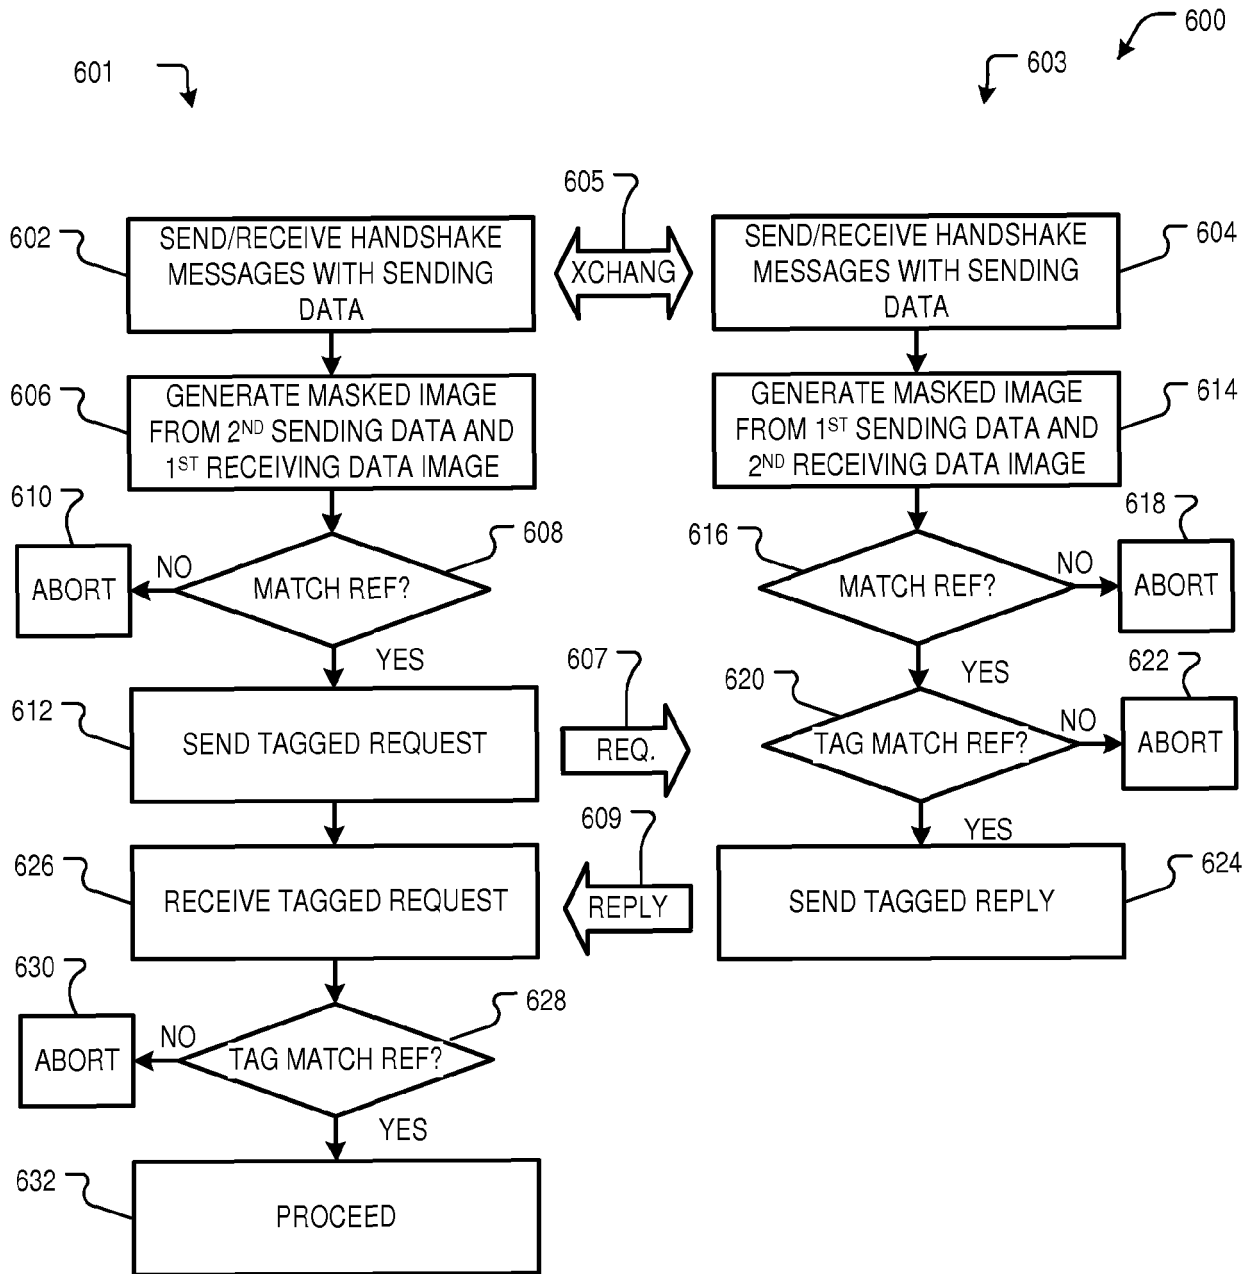 600
601
603
605
602
SEND/RECEIVE HANDSHAKE
MESSAGES WITH SENDING
DATA
XCHANG
SEND/RECEIVE HANDSHAKE
MESSAGES WITH SENDING
DATA
604
606
GENERATE MASKED IMAGE
FROM 2ND SENDING DATA AND
1ST RECEIVING DATA IMAGE
GENERATE MASKED IMAGE
FROM 1ST SENDING DATA AND
2ND RECEIVING DATA IMAGE
614
610
608
616
618
ABORT
NO
MATCH REF?
MATCH REF?
NO
ABORT
YES
607
YES
620
622
612
SEND TAGGED REQUEST
REQ.
TAG MATCH REF?
NO
ABORT
609
YES
626
RECEIVE TAGGED REQUEST
REPLY
SEND TAGGED REPLY
624
630
628
ABORT
NO
TAG MATCH REF?
YES
632
PROCEED